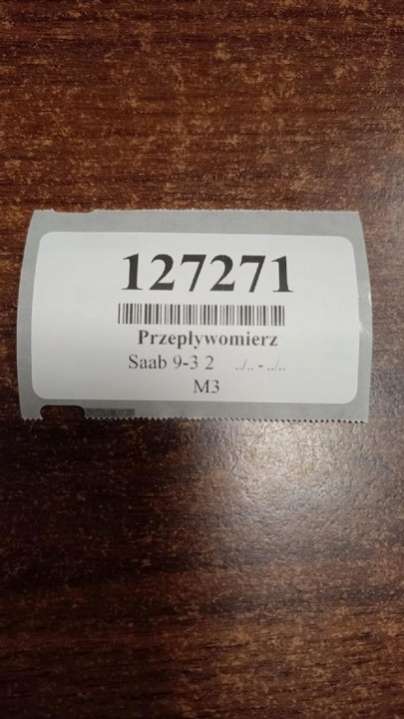 127271
Przepływomierz
Saab 9-3 2 ../.. - ../..
M3